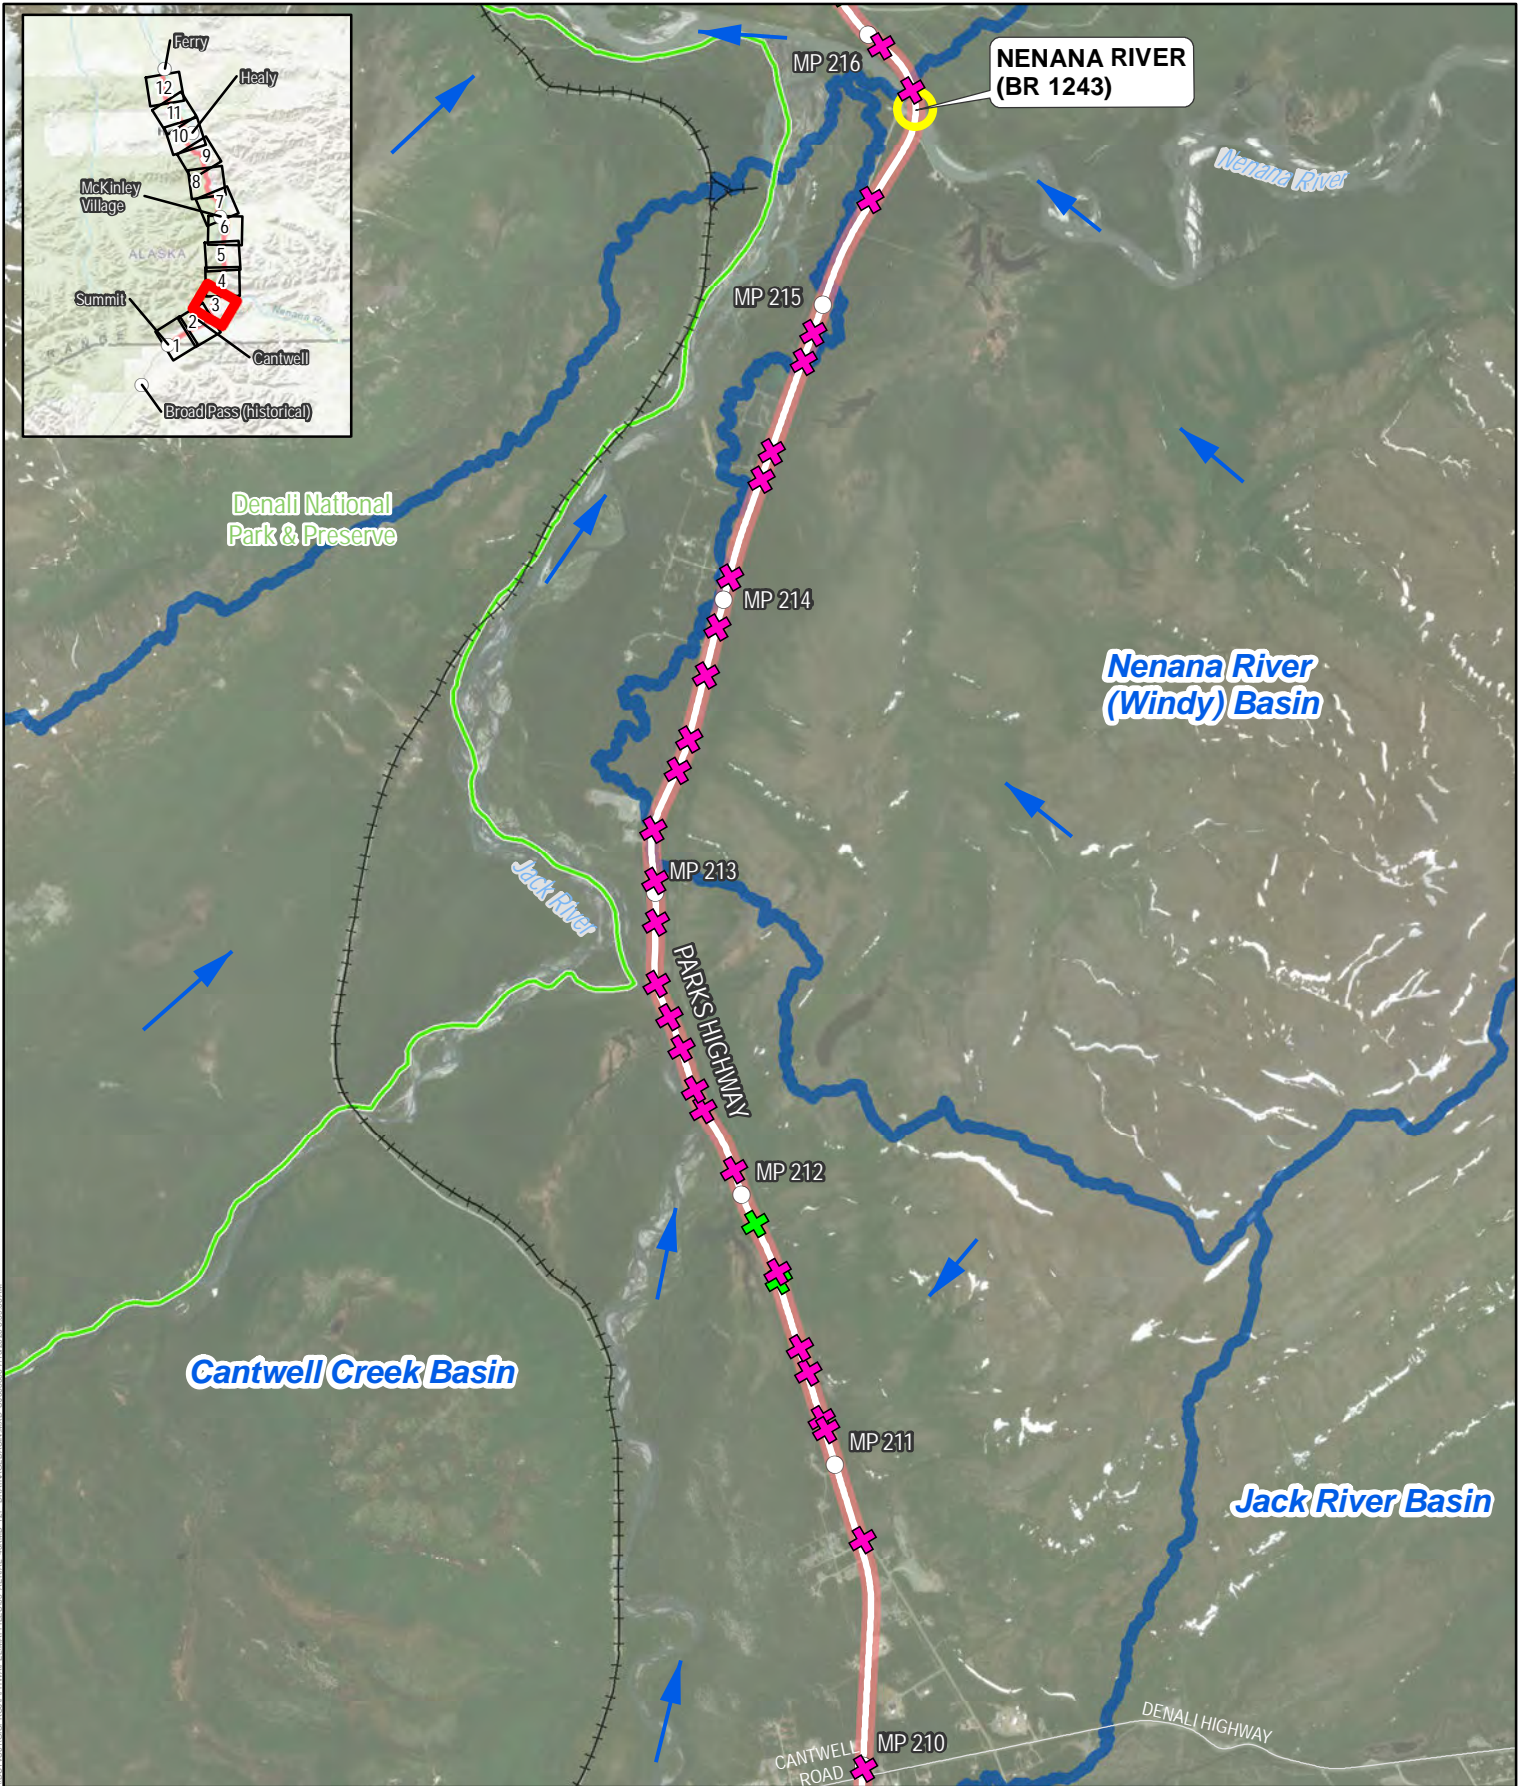 Ferry
12
Healy
11
10
9
McKinley
Village
8
7
6
ALASKA
5
4
Summit
3
Nenana River
2
RANGE
1
Cantwell
Broad Pass (historical)
MP 216
NENANA RIVER
(BR 1243)
Nenana River
MP 215
Denali National
Park & Preserve
MP 214
Nenana River
(Windy) Basin
Jack River
MP 213
PARKS HIGHWAY
MP 212
Cantwell Creek Basin
MP 211
Jack River Basin
DENALI HIGHWAY
MP 210
CANTWELL
ROAD